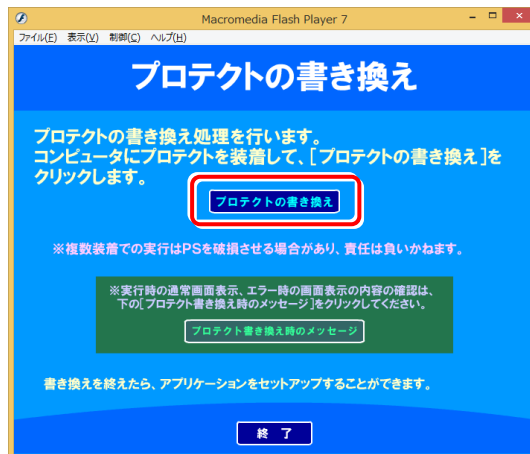 Macromedia Flash Player 7
ファイル(F) 表示(V) 制御(C) ヘルプ(H)
プロテクトの書き換え
プロテクトの書き換え処理を行います。
コンピュータにプロテクトを装着して、[プロテクトの書き換え]を
クリックします。
プロテクトの書き換え
※複数装着での実行はPSを破損させる場合があり、責任は負いかねます。
※実行時の通常画面表示、エラー時の画面表示の内容の確認は、
下の[プロテクト書き換え時のメッセージ]をクリックしてください。
プロテクト書き換え時のメッセージ
書き換えを終えたら、アプリケーションをセットアップすることができます。
終 了